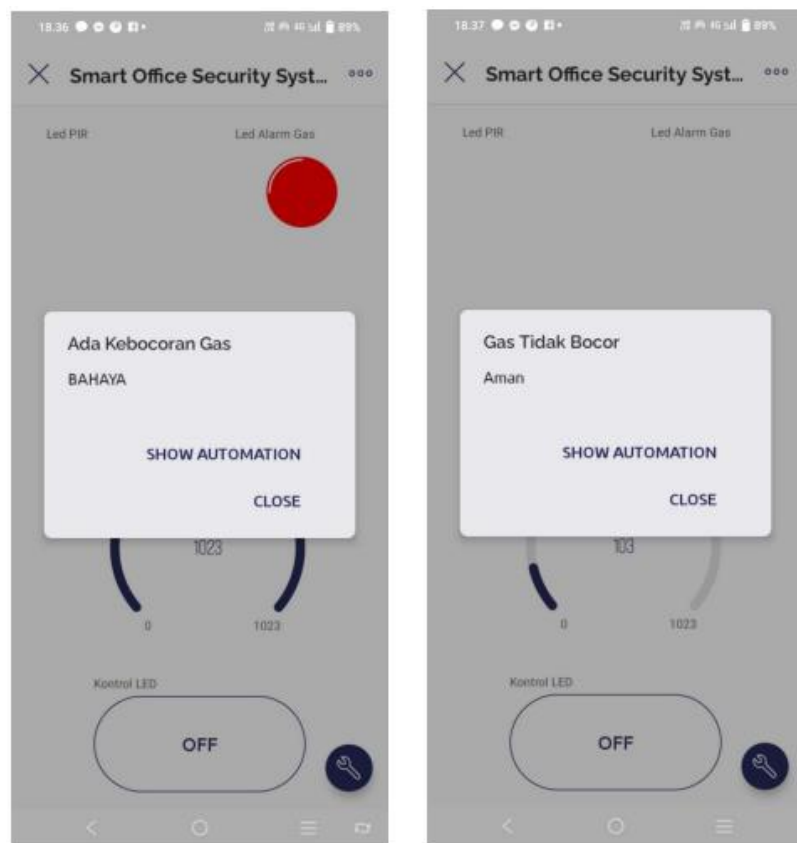 18.36
89%
Smart Office Security Syst...
Led PIR
Led Alarm Gas
Ada Kebocoran Gas
BAHAYA
SHOW AUTOMATION
CLOSE
1023
0
1023
Kontrol LED
OFF
18.37
89%
Smart Office Security Syst...
Led PIR
Led Alarm Gas
Gas Tidak Bocor
Aman
SHOW AUTOMATION
CLOSE
103
0
1023
Kontrol LED
OFF